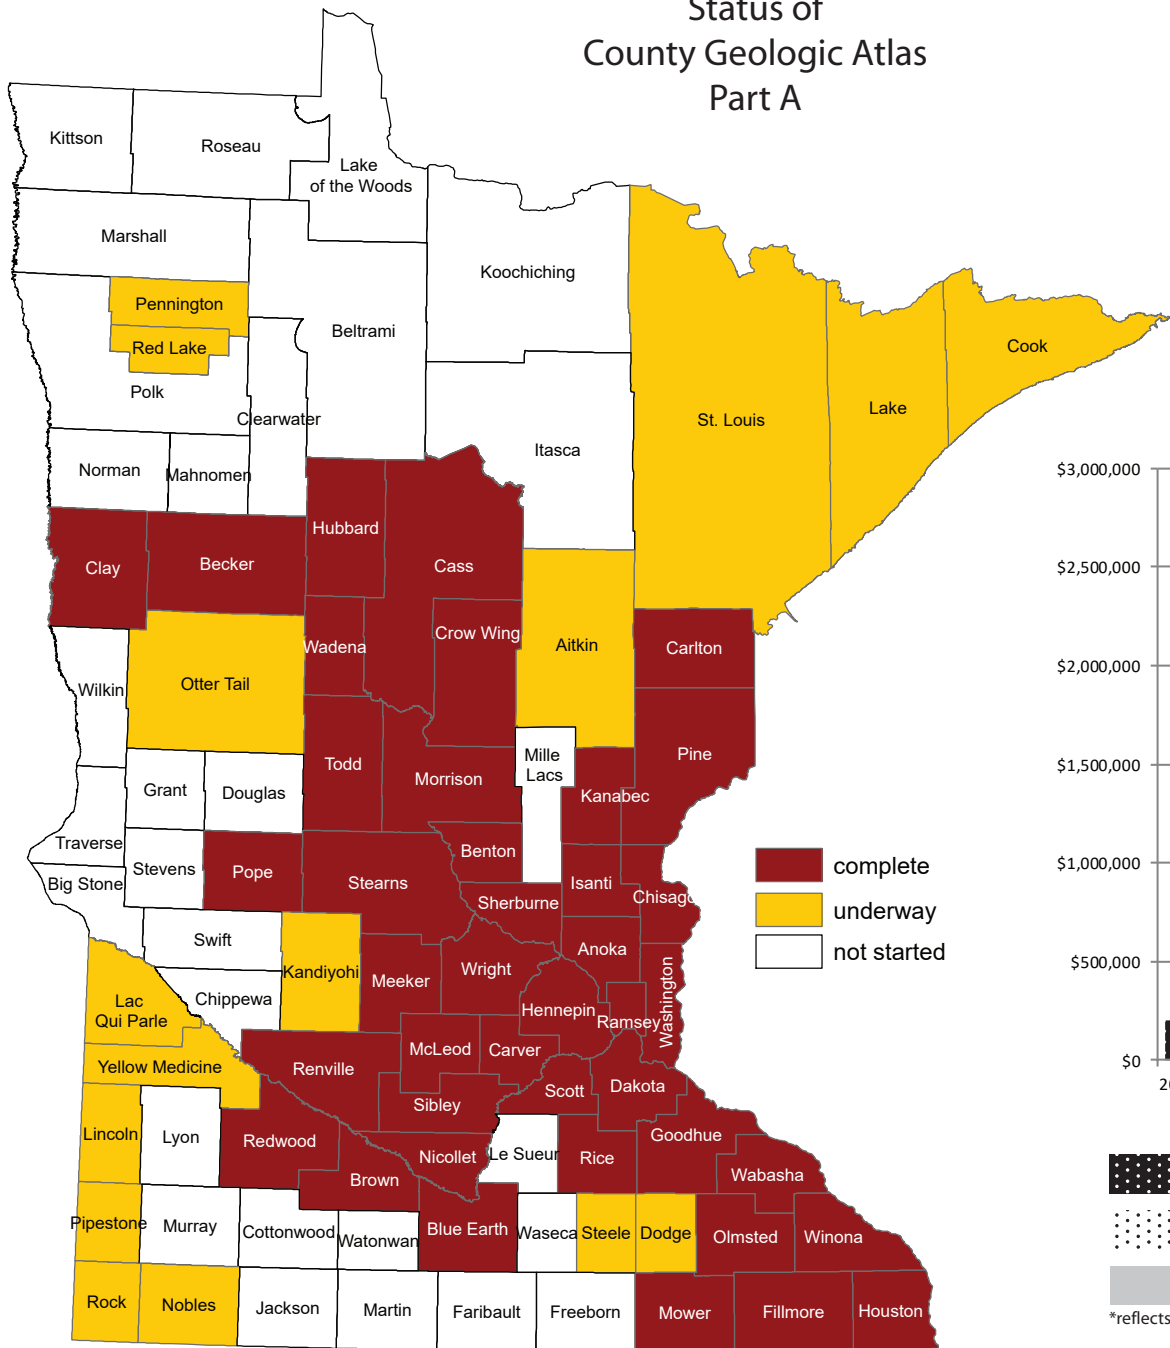 Status of
County Geologic Atlas
Part A
Kittson
Roseau
Lake
of the Woods
Marshall
Koochiching
Pennington
Beltrami
Red Lake
Cook
Polk
Clearwater
Lake
St. Louis
Itasca
Norman
Mahnomen
$3,000,000
Hubbard
Clay
Becker
Cass
$2,500,000
Crow Wing
Wadena
Aitkin
Carlton
$2,000,000
Wilkin
Otter Tail
Mille
Lacs
Pine
Todd
Morrison
$1,500,000
Grant
Douglas
Kanabec
Traverse
Stevens
Benton
Pope
Stearns
Isanti
$1,000,000
complete
Big Stone
Sherburne
Chisago
underway
Swift
Anoka
not started
Kandiyohi
Meeker
Wright
$500,000
Lac
Qui Parle
Chippewa
Hennepin
Ramsey
Washington
Yellow Medicine
Renville
McLeod
Carver
$0
Scott
Dakota
20
Sibley
Lincoln
Lyon
Redwood
Goodhue
Nicollet
Le Sueur
Rice
Brown
Wabasha
Pipestone
Murray
Cottonwood
Watonwan
Blue Earth
Waseca
Steele
Dodge
Olmsted
Winona
Rock
Nobles
Jackson
Martin
Faribault
Freeborn
Mower
Fillmore
Houston
*reflects